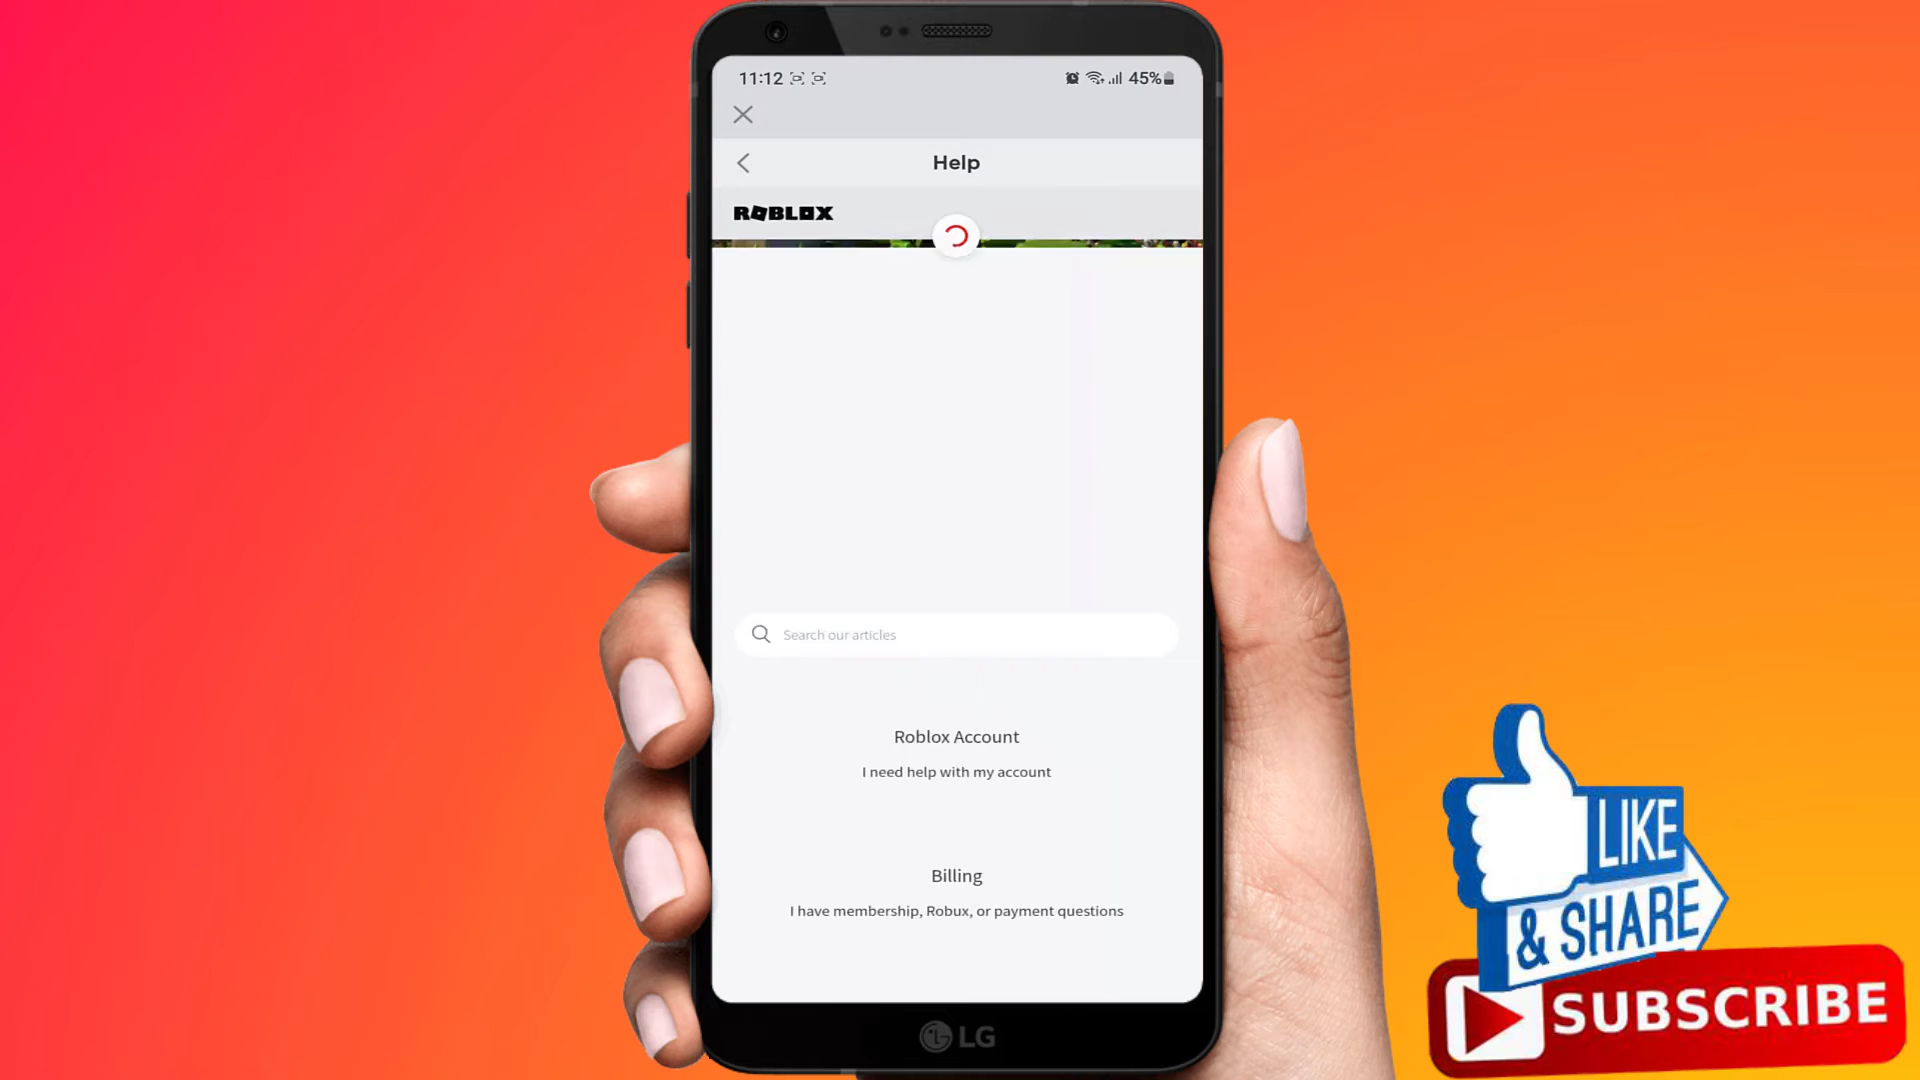 11:12
45%
Help
ROBLOX
Search our articles
Roblox Account
I need help with my account
Billing
I have membership, Robux, or payment questions
LG
LIKE
& SHARE
SUBSCRIBE